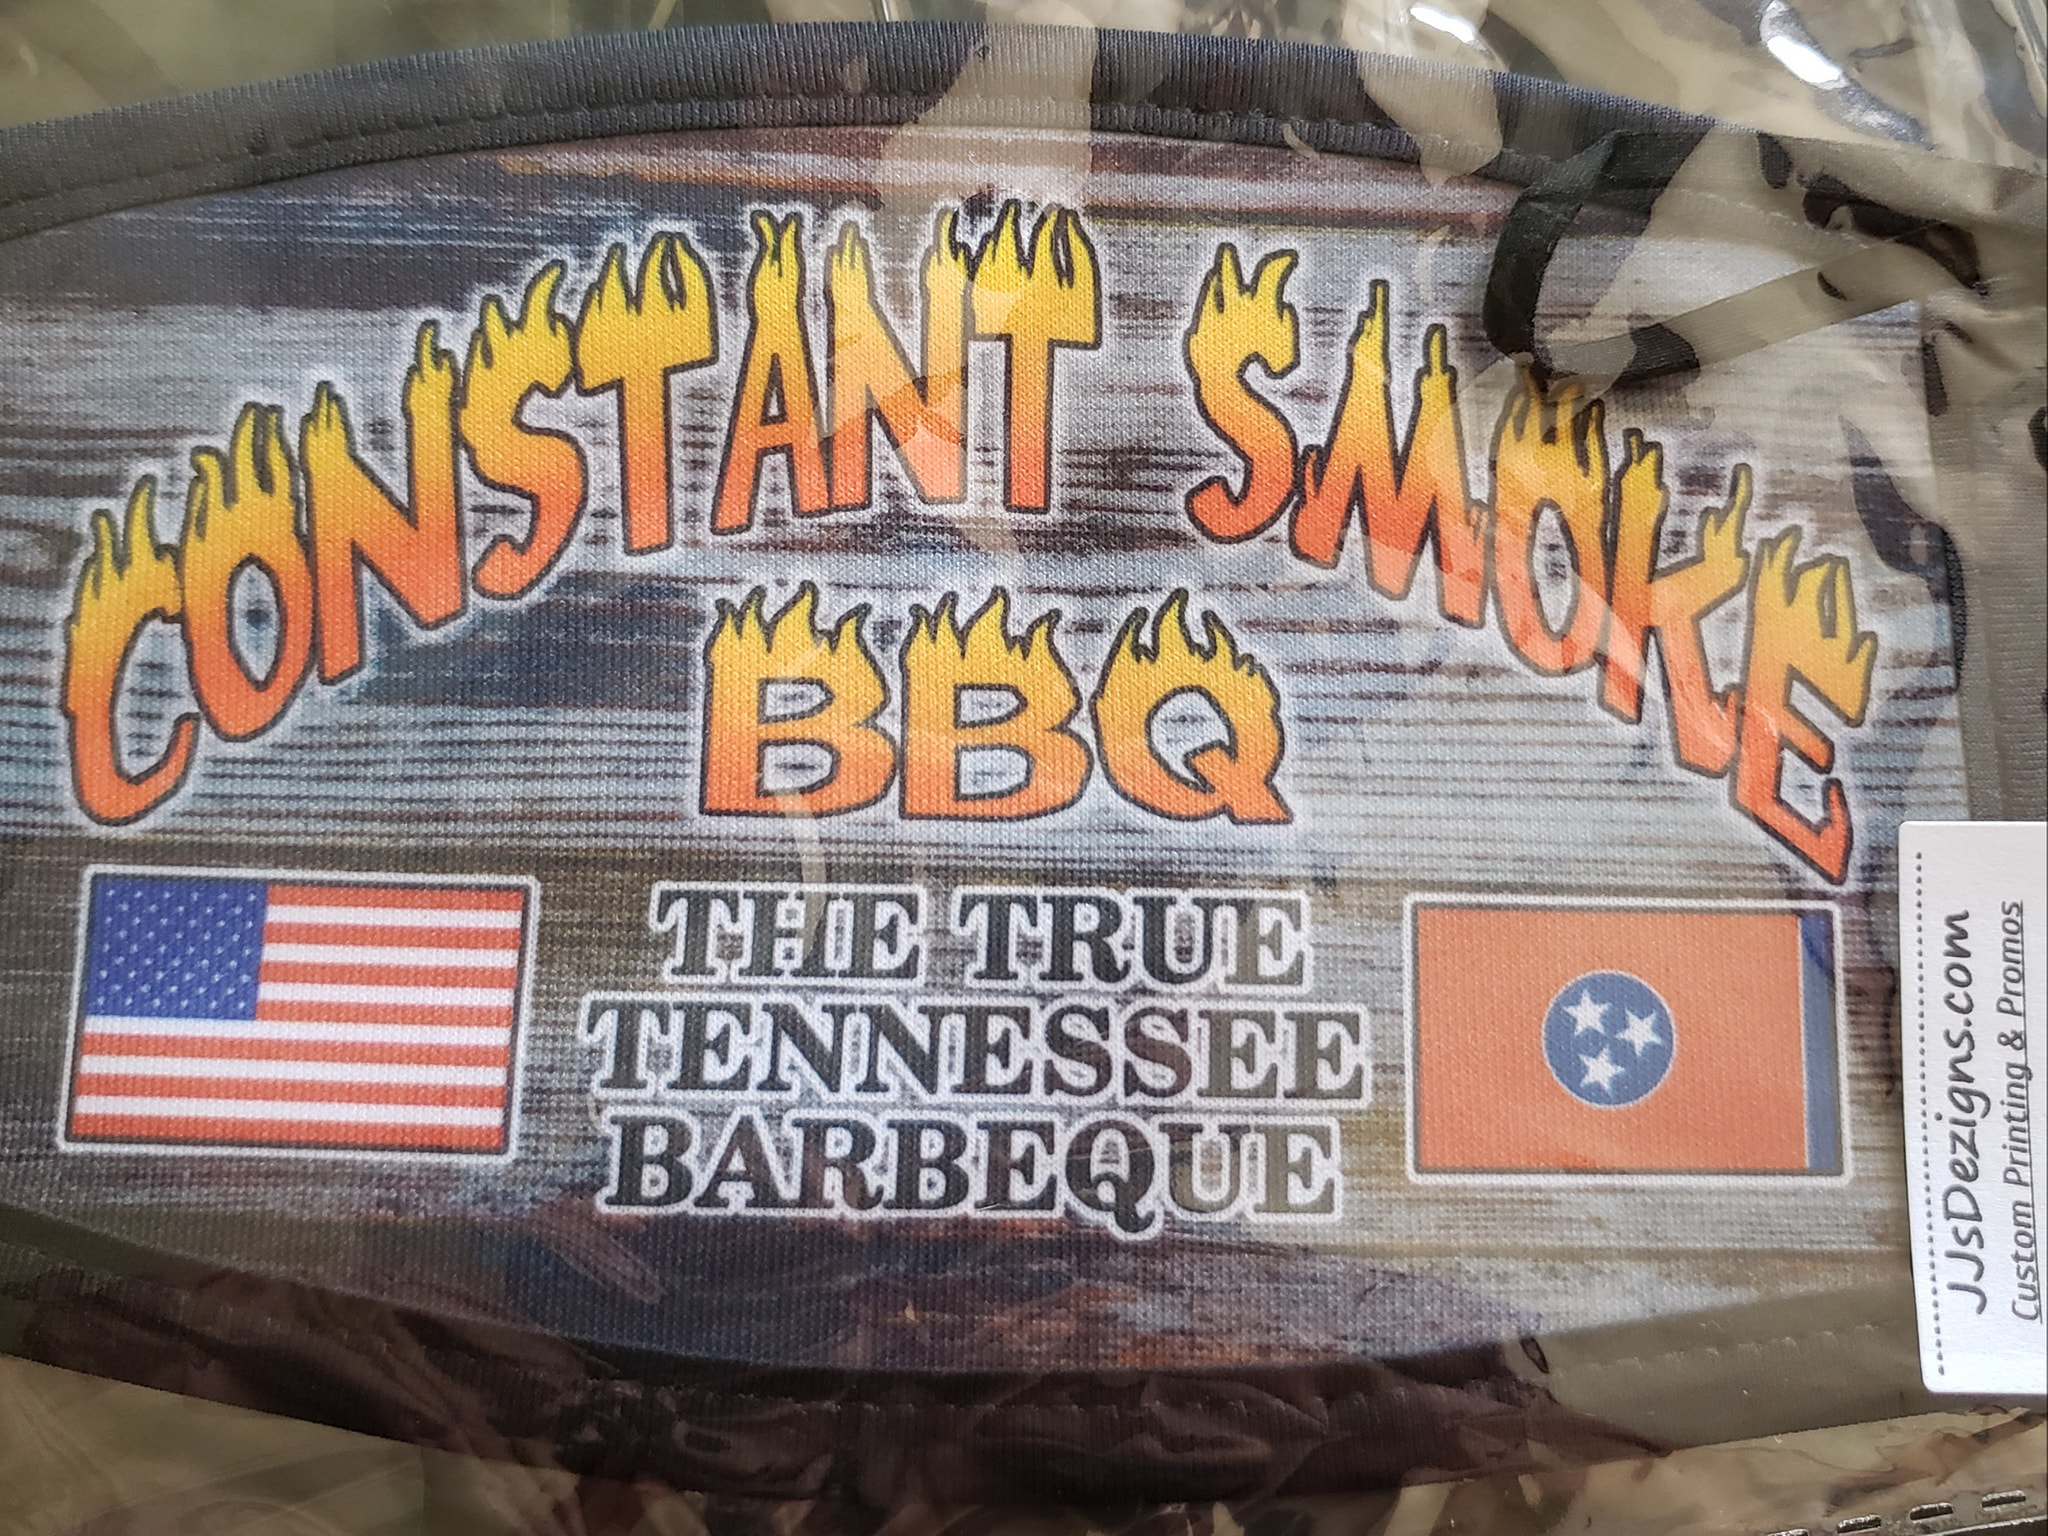 CONSTANT SMOKE
BBQ
THE TRUE
TENNESSEE
BARBEQUE
JJsDezigns.com
Custom Printing & Promos